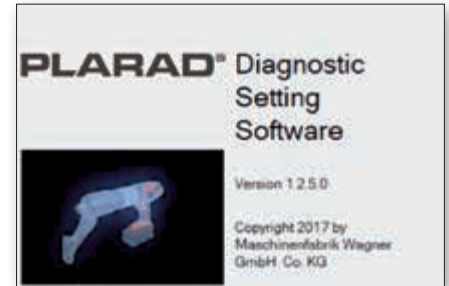 PLARAD®
Diagnostic
Setting
Software
Version 1.2.5.0
Copyright 2017 by
Maschinenfabrik Wagner
GmbH Co. KG